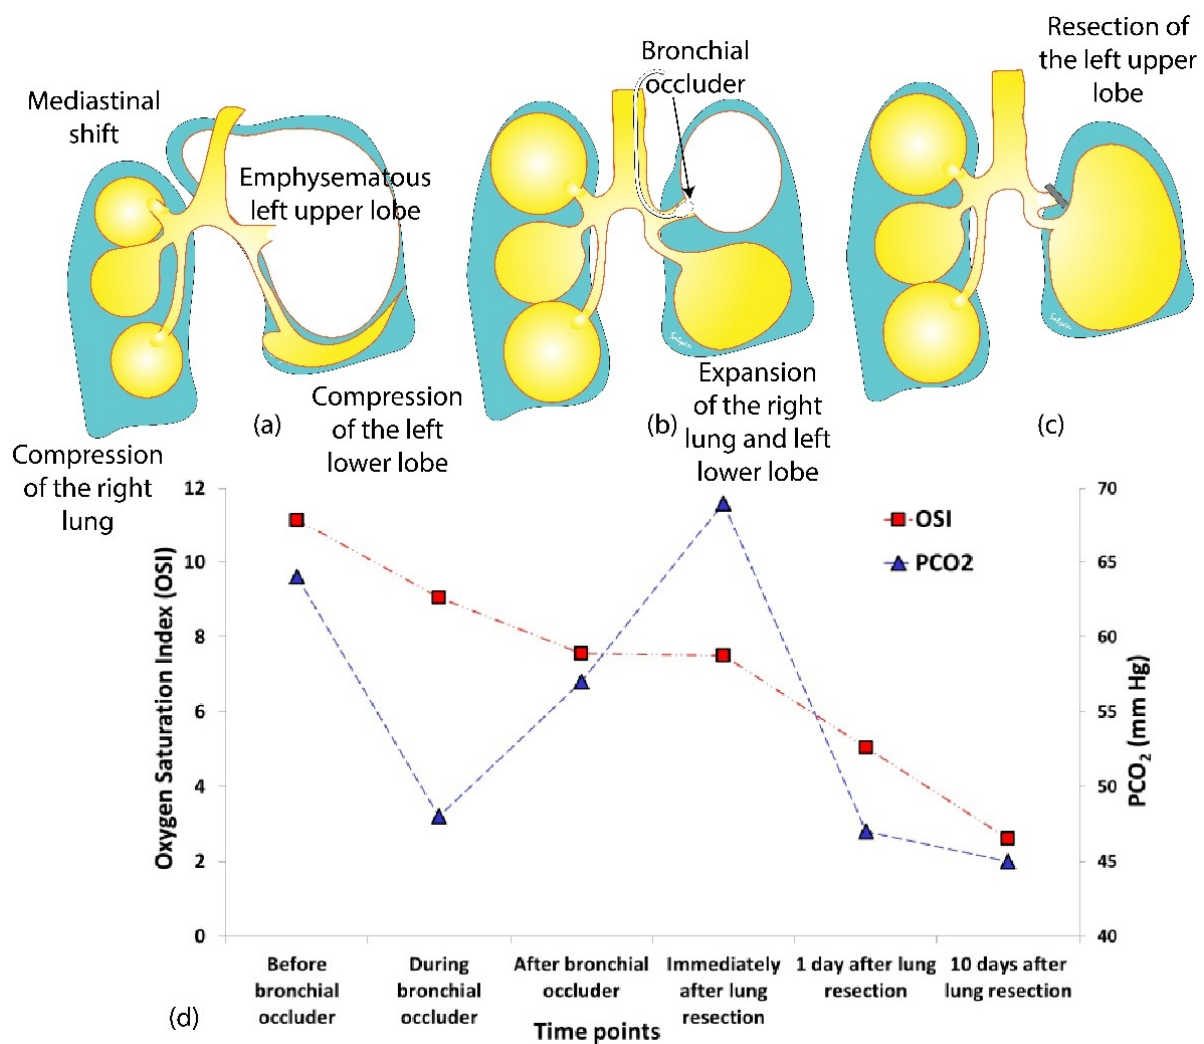 Mediastinal
shift
Emphysematous
left upper lobe
Compression
of the right
lung
Compression
of the left
lower lobe
(a)
Bronchial
occluder
Expansion
of the right
lung and left
lower lobe
(b)
Resection of
the left upper
lobe
(c)
Oxygen Saturation Index (OSI)
12
10
8
6
4
2
0
OSI
PCO2
70
65
60
55
50
45
40
PCO₂ (mm Hg)
Before
bronchial
occluder
During
bronchial
occluder
After bronchial
occluder
Immediately
after lung
resection
1 day after lung
resection
10 days after
lung resection
Time points
(d)